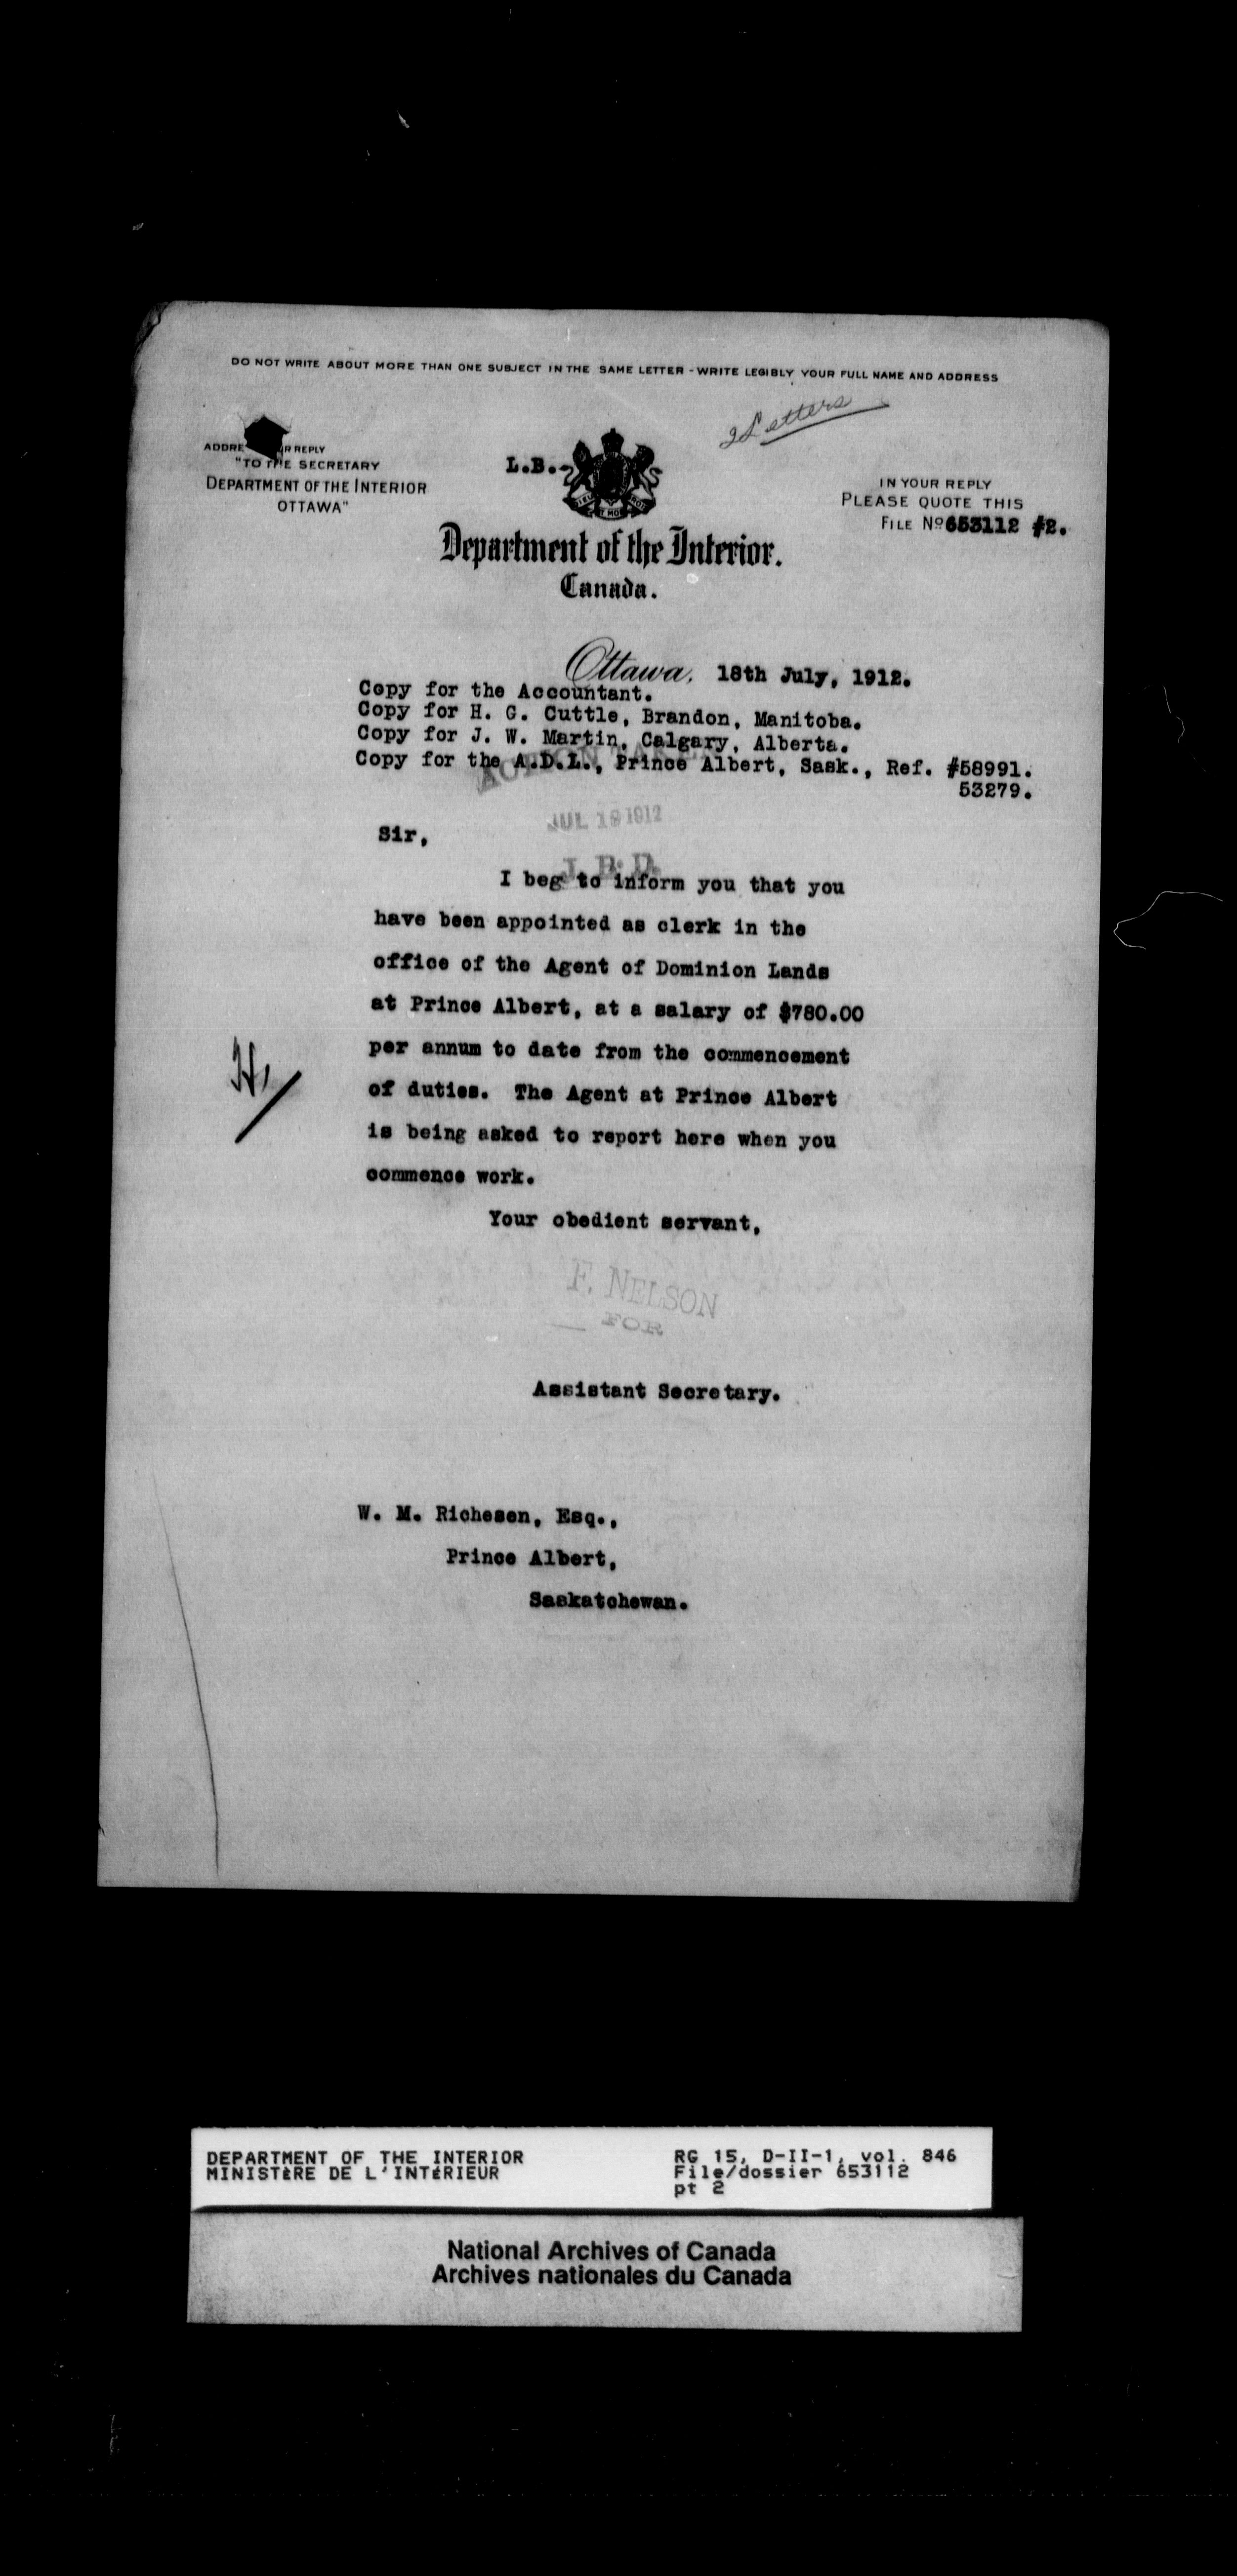 DO NOT WRITE ABOUT MORE THAN ONE SUBJECT IN THE SAME LETTER - WRITE LEGIBLY YOUR FULL NAME AND ADDRESS
2 Letters
ADDRE R REPLY
"TO THE SECRETARY
DEPARTMENT OF THE INTERIOR
OTTAWA"
L.B.-
IN YOUR REPLY
PLEASE QUOTE THIS
FILE No 653112 #2.
Department of the Interior.
Canada.
Ottawa, 18th July, 1912.
Copy for the Accountant.
Copy for H. G. Cuttle, Brandon, Manitoba.
Copy for J. W. Martin, Calgary, Alberta.
Copy for the A.D.L., Prince Albert, Sask., Ref. #58991.
53279.
ACTION TAKEN
JUL 19 1912
Sir,
I beg to inform you that you
have been appointed as clerk in the
office of the Agent of Dominion Lands
at Prince Albert, at a salary of $780.00
per annum to date from the commencement
of duties. The Agent at Prince Albert
is being asked to report here when you
commence work.
Your obedient servant,
F. NELSON
FOR
Assistant Secretary.
W. M. Richesen, Esq.,
Prince Albert,
Saskatchewan.
DEPARTMENT OF THE INTERIOR
MINISTÈRE DE L'INTÉRIEUR
RG 15, D-II-1, vol. 846
File/dossier 653112
pt 2
National Archives of Canada
Archives nationales du Canada